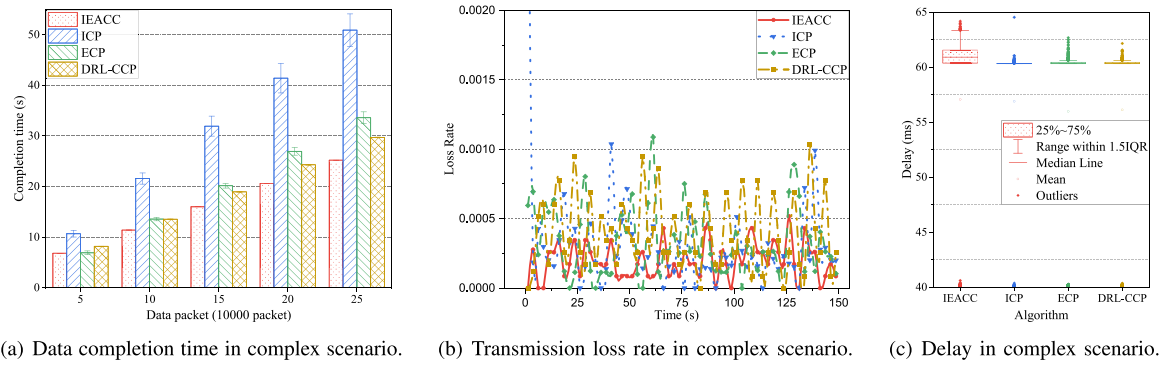 IEACC
ICP
ECP
DRL-CCP
Completion time (s)
50
40
30
20
10
0
5 10 15 20 25
Data packet (10000 packet)
(a) Data completion time in complex scenario.
IEACC
ICP
ECP
DRL-CCP
Loss Rate
0.0020
0.0015
0.0010
0.0005
0.0000
0 25 50 75 100 125 150
Time (s)
(b) Transmission loss rate in complex scenario.
Delay (ms)
65
60
55
50
45
40
25%~75%
Range within 1.5IQR
Median Line
Mean
Outliers
IEACC ICP ECP DRL-CCP
Algorithm
(c) Delay in complex scenario.